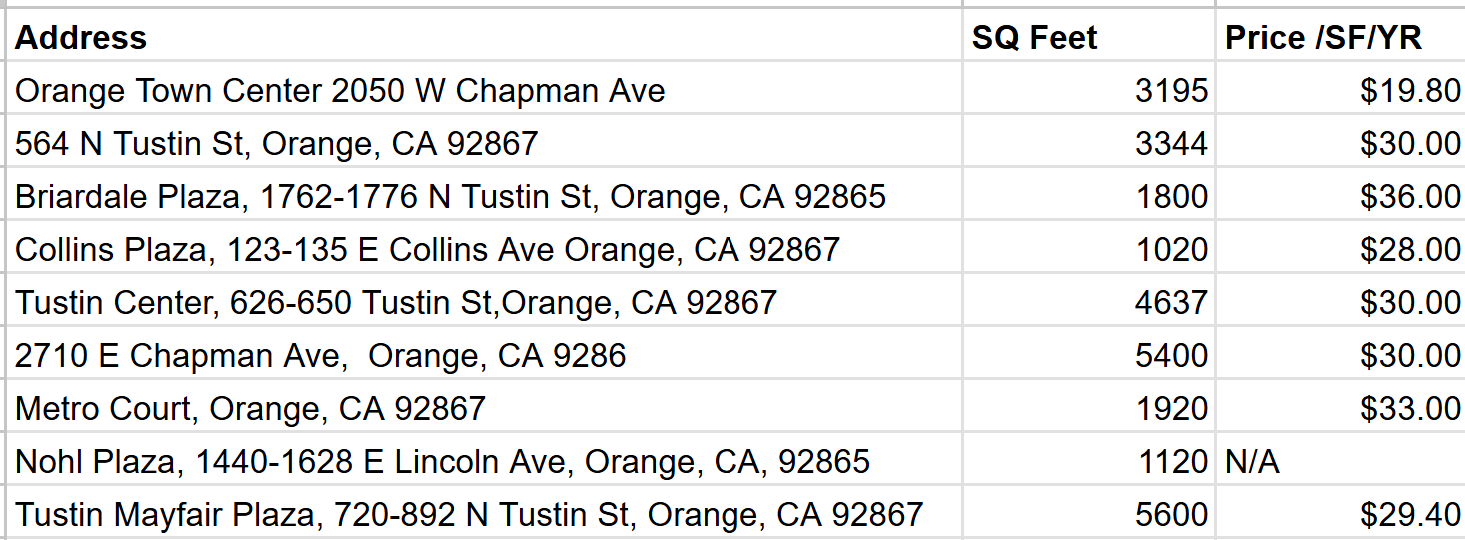 Address SQ Feet Price /SF/YR
Orange Town Center 2050 W Chapman Ave 3195 $19.80
564 N Tustin St, Orange, CA 92867 3344 $30.00
Briardale Plaza, 1762-1776 N Tustin St, Orange, CA 92865 1800 $36.00
Collins Plaza, 123-135 E Collins Ave Orange, CA 92867 1020 $28.00
Tustin Center, 626-650 Tustin St,Orange, CA 92867 4637 $30.00
2710 E Chapman Ave,  Orange, CA 9286 5400 $30.00
Metro Court, Orange, CA 92867 1920 $33.00
Nohl Plaza, 1440-1628 E Lincoln Ave, Orange, CA, 92865 1120 N/A
Tustin Mayfair Plaza, 720-892 N Tustin St, Orange, CA 92867 5600 $29.40